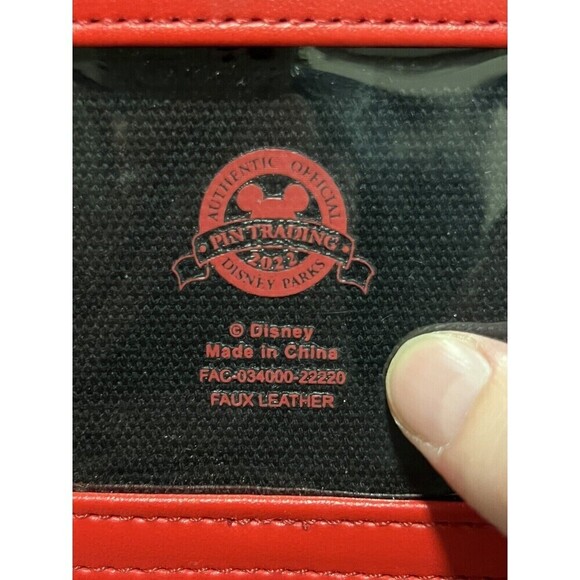 AUTHENTIC OFFICIAL
PIN TRADING
2022
DISNEY PARKS
© Disney
Made in China
FAC-034000-22220
FAUX LEATHER